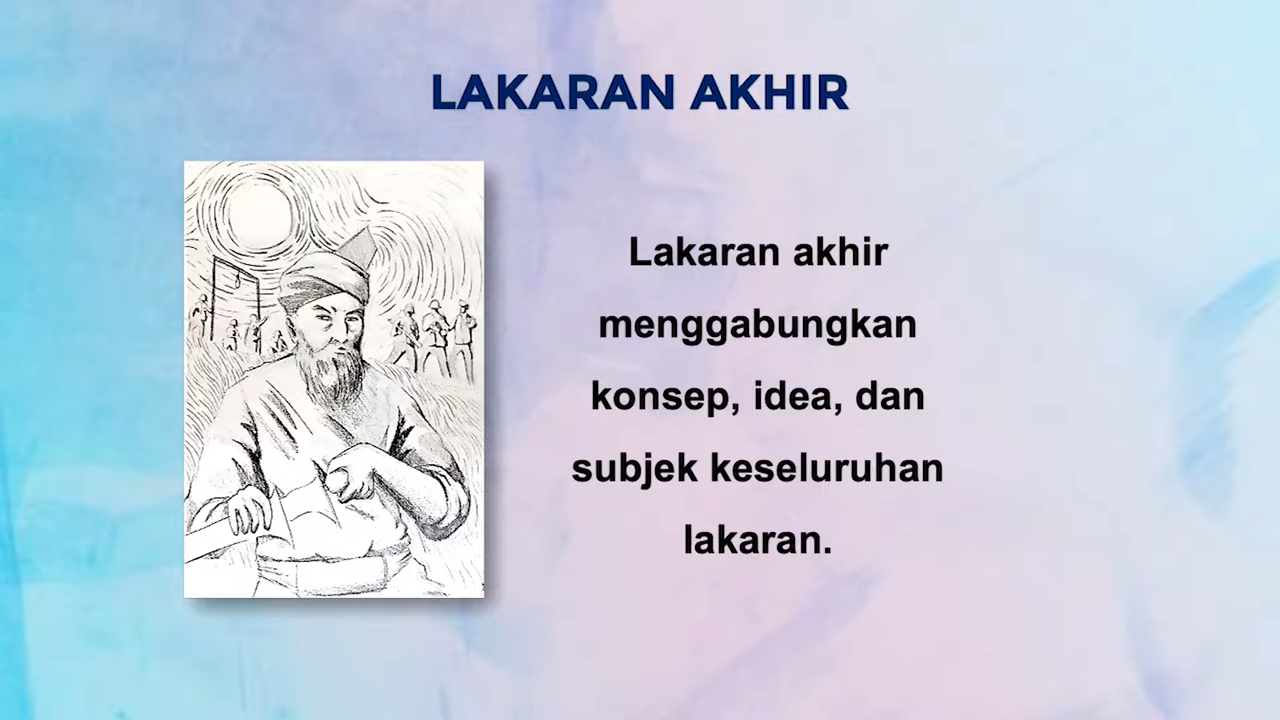 LAKARAN AKHIR
Lakaran akhir
menggabungkan
konsep, idea, dan
subjek keseluruhan
lakaran.